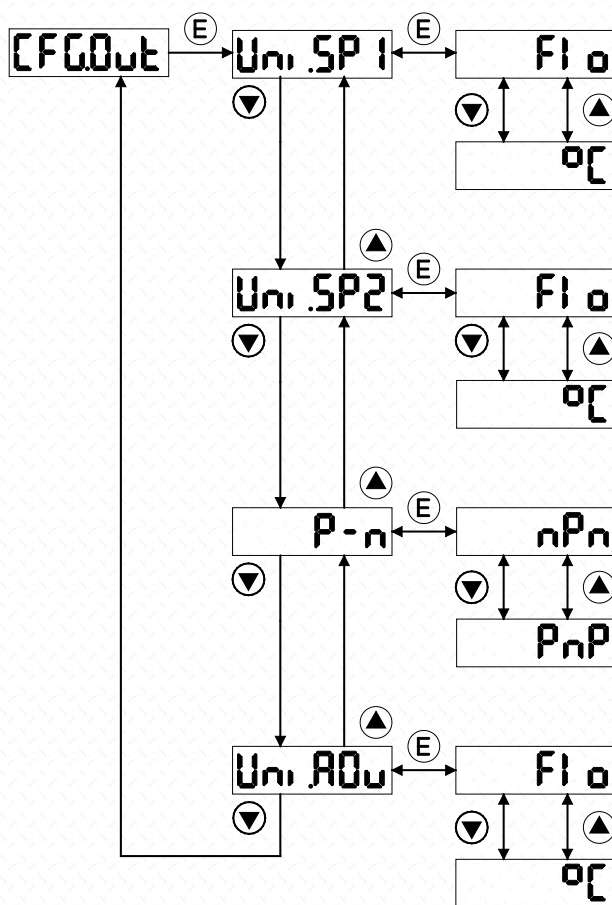 CFG.Out
E
Uni.SP1
E
Flo
°C
Uni.SP2
E
Flo
°C
P-n
E
nPn
PnP
Uni.AOu
E
Flo
°C